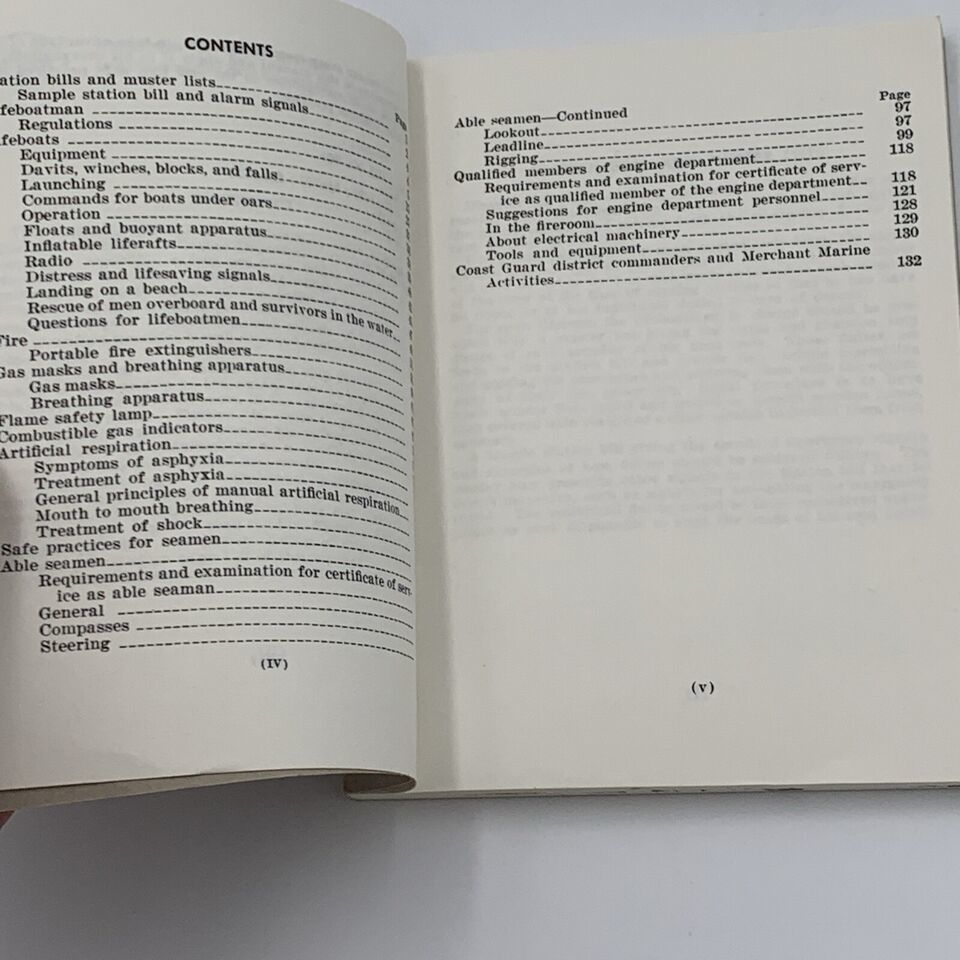 CONTENTS
ation bills and muster lists
Sample station bill and alarm signals
feboatman
Regulations
feboats
Equipment
Davits, winches, blocks, and falls
Launching
Commands for boats under oars
Operation
Floats and buoyant apparatus
Inflatable liferafts
Radio
Distress and lifesaving signals
Landing on a beach
Rescue of men overboard and survivors in the water
Questions for lifeboatmen
Fire
Portable fire extinguishers
Gas masks and breathing apparatus
Gas masks
Breathing apparatus
Flame safety lamp
Combustible gas indicators
Artificial respiration
Symptoms of asphyxia
Treatment of asphyxia
General principles of manual artificial respiration
Mouth to mouth breathing
Treatment of shock
Safe practices for seamen
Able seamen
Requirements and examination for certificate of serv-
ice as able seaman
General
Compasses
Steering
(IV)
Page
Able seamen—Continued
Lookout 97
Leadline 97
Rigging 99
Qualified members of engine department 118
Requirements and examination for certificate of serv-
ice as qualified member of the engine department 118
Suggestions for engine department personnel 121
In the fireroom 128
About electrical machinery 129
Tools and equipment 130
Coast Guard district commanders and Merchant Marine
Activities 132
(V)